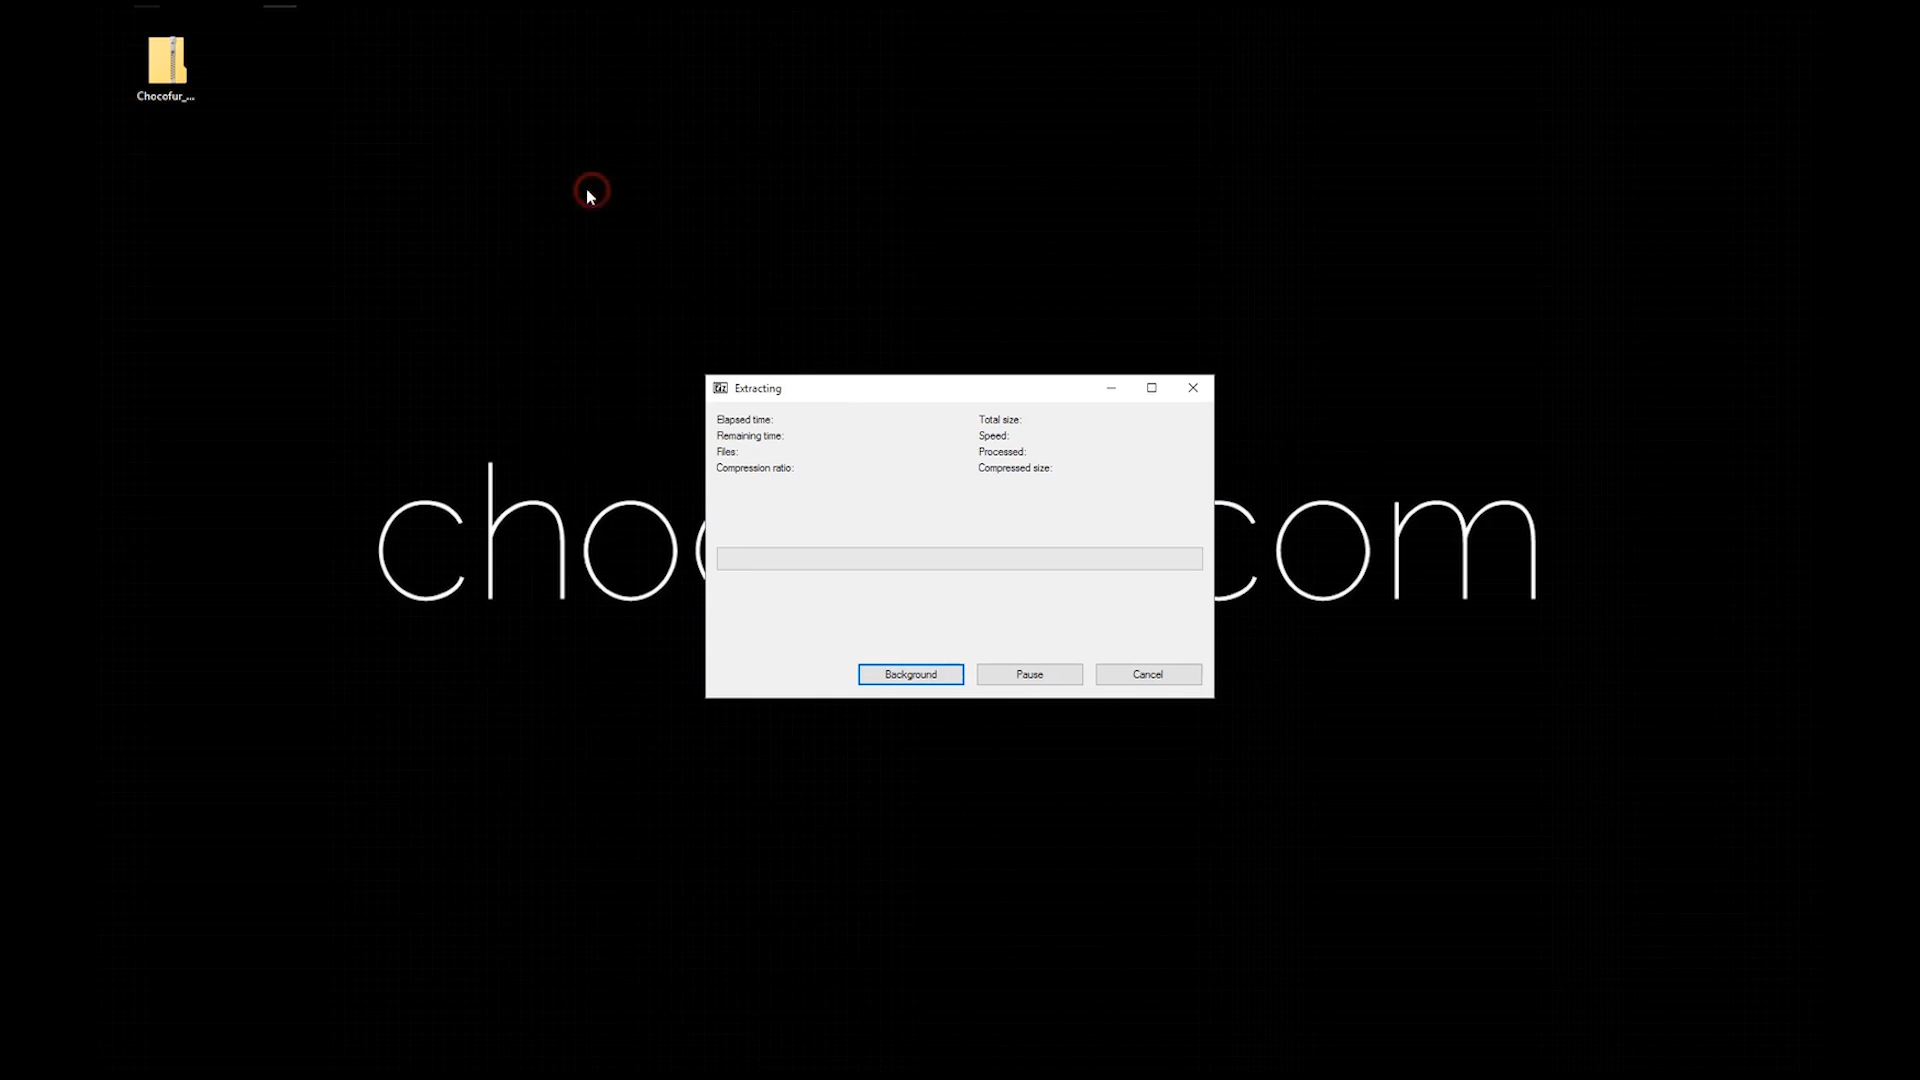 Chocofur_...
7z Extracting
Elapsed time:
Remaining time:
Files:
Compression ratio:
Total size:
Speed:
Processed:
Compressed size:
cho
com
Background
Pause
Cancel